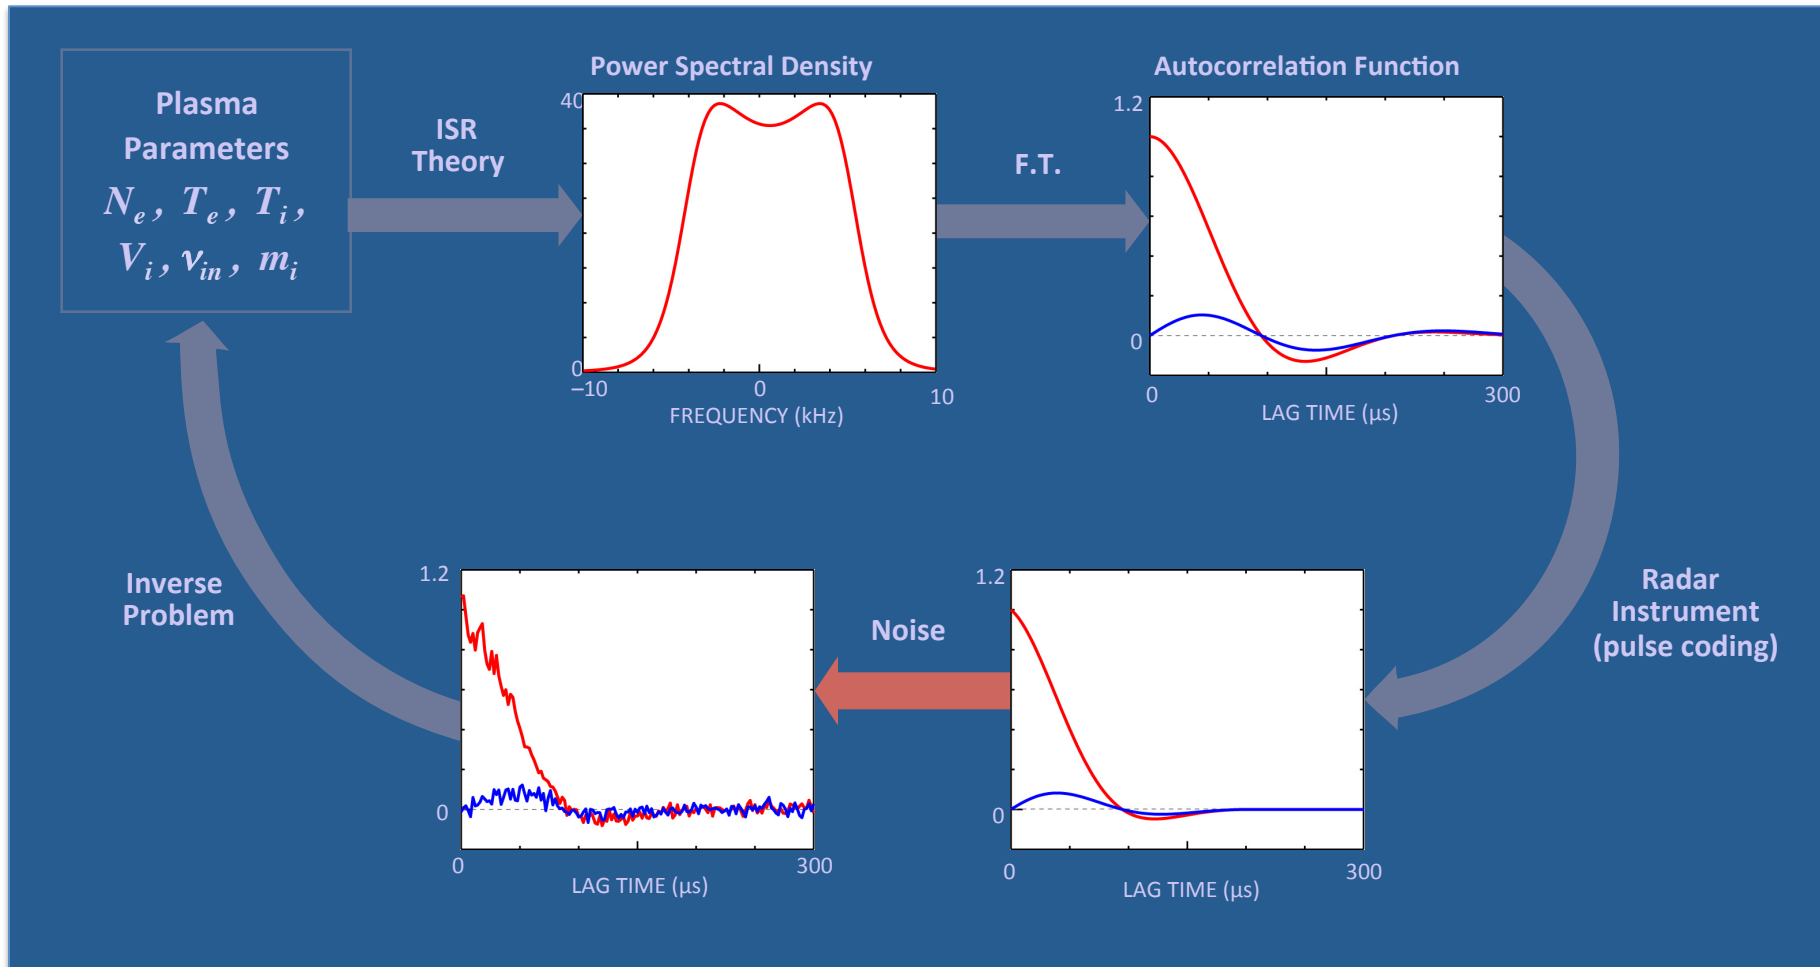 Plasma
Parameters
Nₑ, Tₑ, Tᵢ,
Vᵢ, νᵢₙ, mᵢ
ISR
Theory
Power Spectral Density
40
0
–10
0
10
FREQUENCY (kHz)
F.T.
Autocorrelation Function
1.2
0
0
300
LAG TIME (µs)
Radar
Instrument
(pulse coding)
1.2
0
0
300
LAG TIME (µs)
Noise
1.2
0
0
300
LAG TIME (µs)
Inverse
Problem